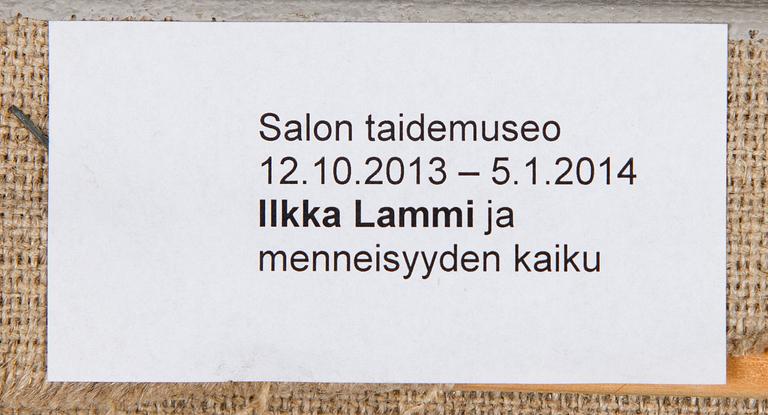 Salon taidemuseo
12.10.2013 – 5.1.2014
Ilkka Lammi ja
menneisyyden kaiku